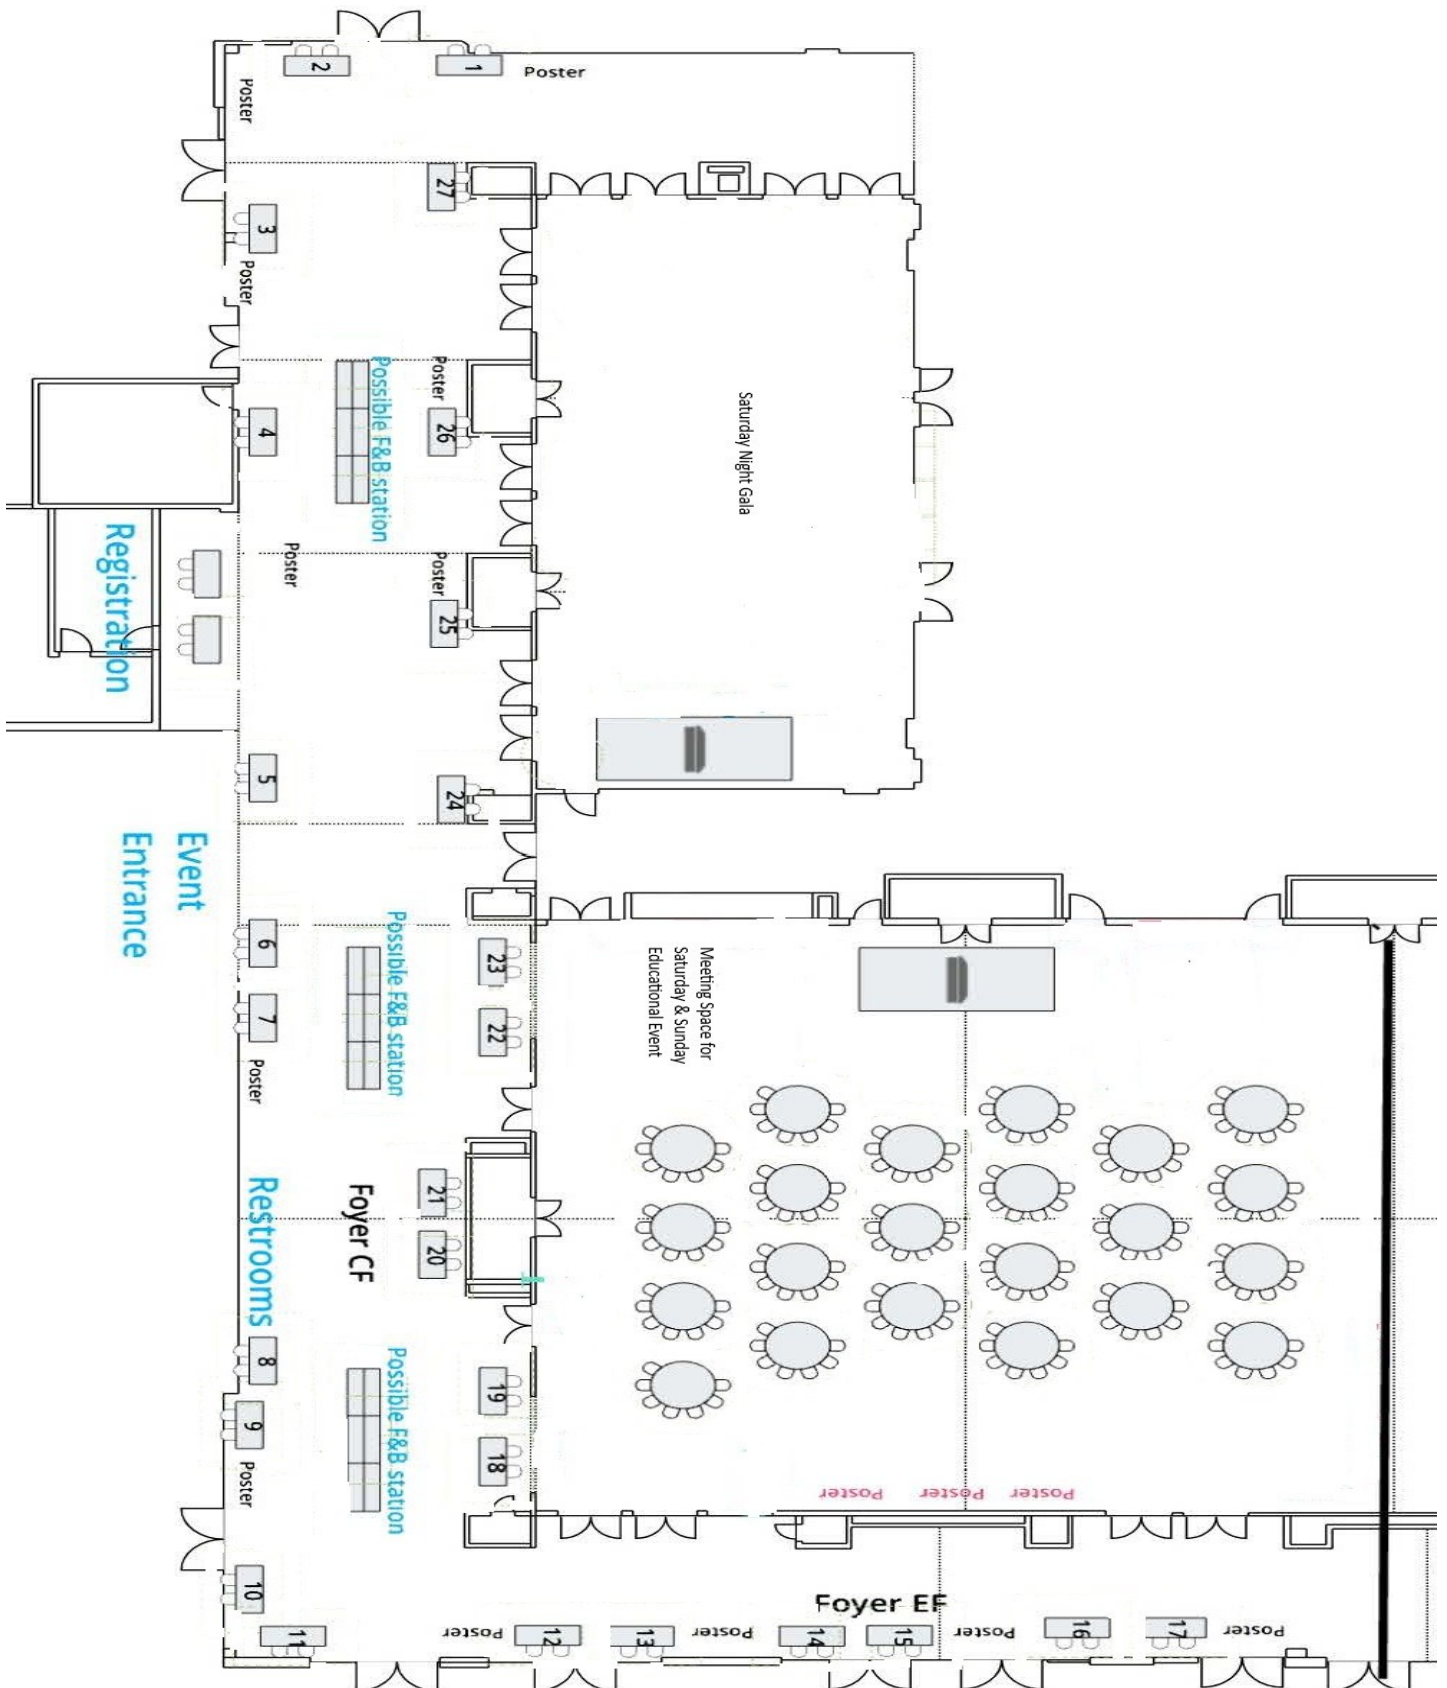 2
1
Poster
Poster
27
3
Poster
Possible F&B station
Poster
4
26
Saturday Night Gala
Registration
Poster
Poster
25
5
24
Event
Entrance
6
Possible F&B station
23
Meeting Space for
Saturday & Sunday
Educational Event
7
22
Poster
Restrooms
Foyer CF
21
20
8
Possible F&B station
19
9
18
Poster
Poster
Poster
Poster
10
Foyer EF
11
Poster
12
13
Poster
14
15
Poster
16
17
Poster